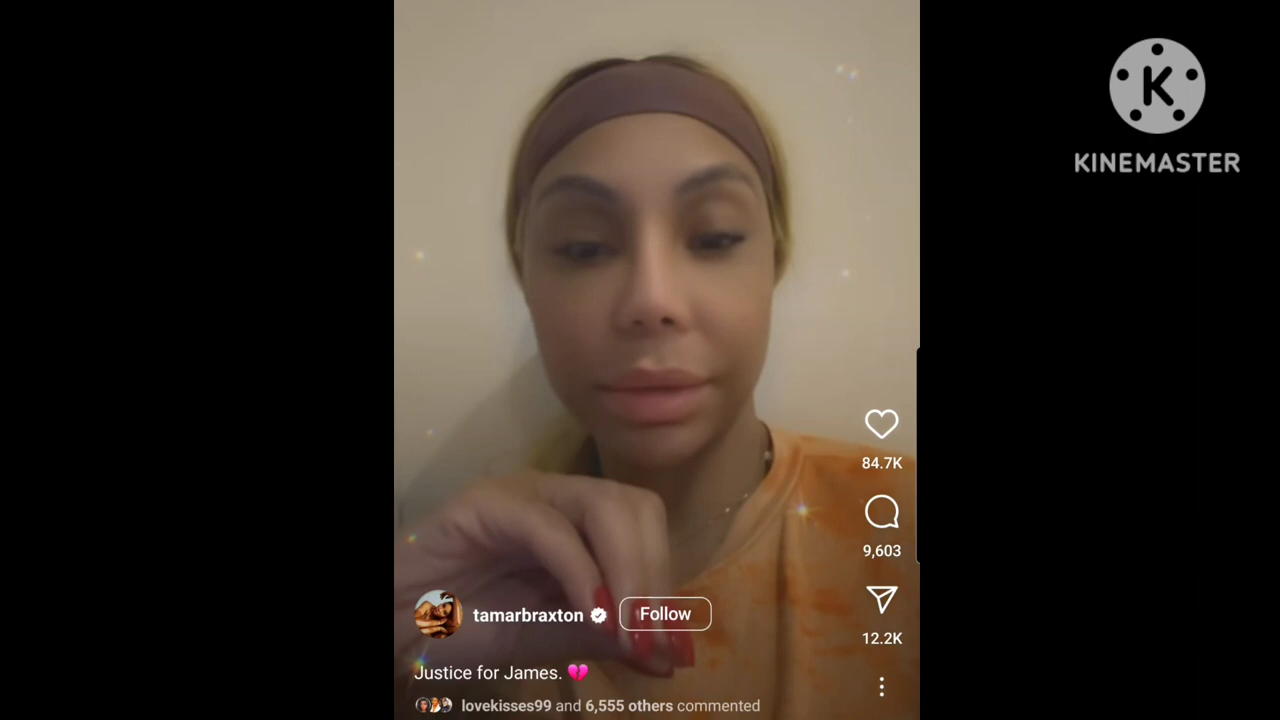 K
KINEMASTER
84.7K
9,603
12.2K
tamarbraxton Follow
Justice for James. 💔
lovekisses99 and 6,555 others commented